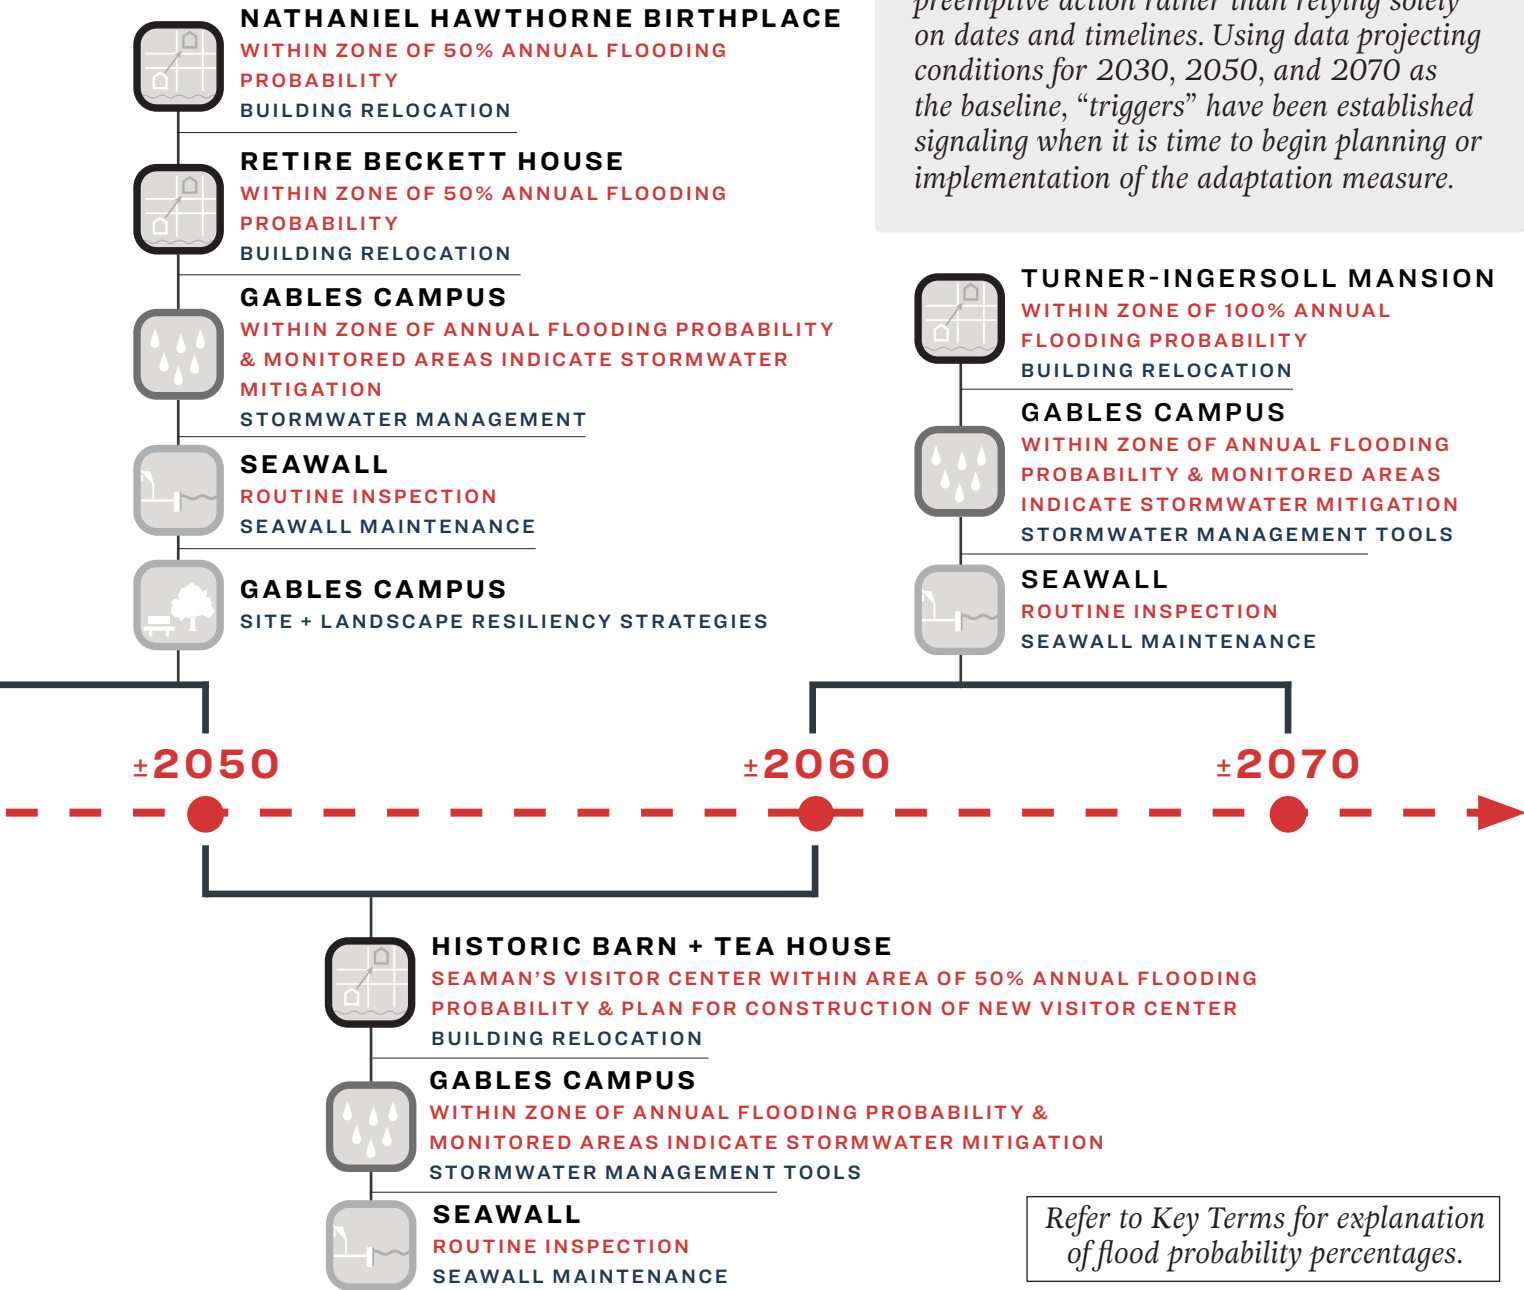 NATHANIEL HAWTHORNE BIRTHPLACE
WITHIN ZONE OF 50% ANNUAL FLOODING
PROBABILITY
BUILDING RELOCATION
RETIRE BECKETT HOUSE
WITHIN ZONE OF 50% ANNUAL FLOODING
PROBABILITY
BUILDING RELOCATION
GABLES CAMPUS
WITHIN ZONE OF ANNUAL FLOODING PROBABILITY
& MONITORED AREAS INDICATE STORMWATER
MITIGATION
STORMWATER MANAGEMENT
SEAWALL
ROUTINE INSPECTION
SEAWALL MAINTENANCE
GABLES CAMPUS
SITE + LANDSCAPE RESILIENCY STRATEGIES
preemptive action rather than relying solely
on dates and timelines. Using data projecting
conditions for 2030, 2050, and 2070 as
the baseline, “triggers” have been established
signaling when it is time to begin planning or
implementation of the adaptation measure.
TURNER-INGERSOLL MANSION
WITHIN ZONE OF 100% ANNUAL
FLOODING PROBABILITY
BUILDING RELOCATION
GABLES CAMPUS
WITHIN ZONE OF ANNUAL FLOODING
PROBABILITY & MONITORED AREAS
INDICATE STORMWATER MITIGATION
STORMWATER MANAGEMENT TOOLS
SEAWALL
ROUTINE INSPECTION
SEAWALL MAINTENANCE
±2050
±2060
±2070
HISTORIC BARN + TEA HOUSE
SEAMAN’S VISITOR CENTER WITHIN AREA OF 50% ANNUAL FLOODING
PROBABILITY & PLAN FOR CONSTRUCTION OF NEW VISITOR CENTER
BUILDING RELOCATION
GABLES CAMPUS
WITHIN ZONE OF ANNUAL FLOODING PROBABILITY &
MONITORED AREAS INDICATE STORMWATER MITIGATION
STORMWATER MANAGEMENT TOOLS
SEAWALL
ROUTINE INSPECTION
SEAWALL MAINTENANCE
Refer to Key Terms for explanation
of flood probability percentages.